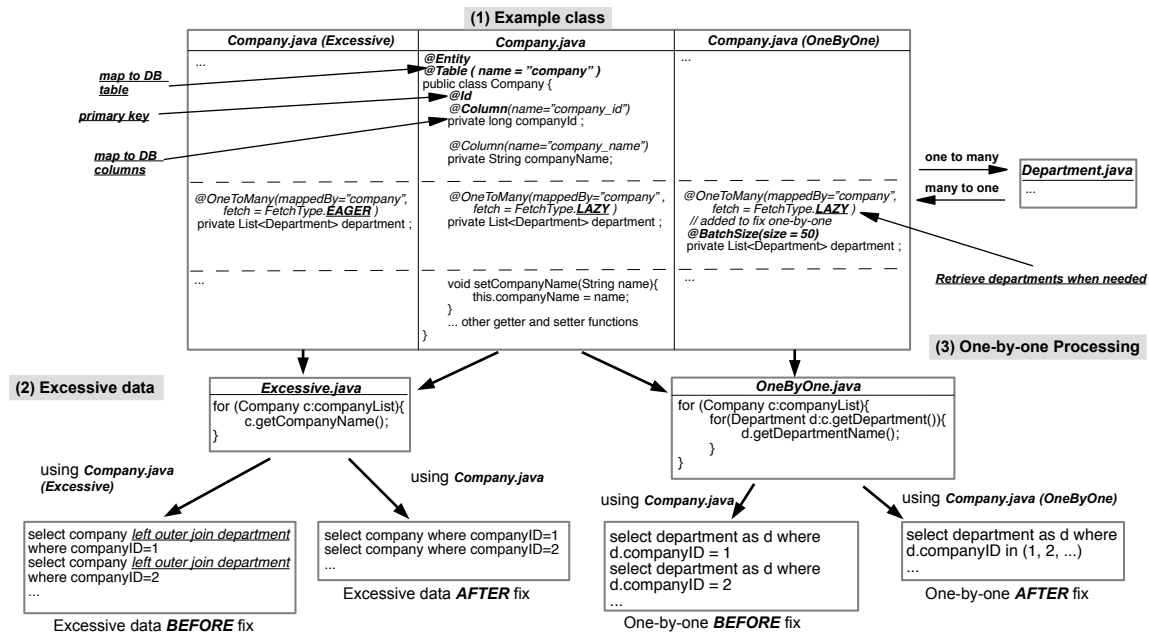 (1) Example class
Company.java (Excessive)
...
@OneToMany(mappedBy="company",
fetch = FetchType.EAGER )
private List<Department> department ;
...
Company.java
@Entity
@Table ( name = "company" )
public class Company {
@Id
@Column(name="company_id")
private long companyId ;
@Column(name="company_name")
private String companyName;
@OneToMany(mappedBy="company" ,
fetch = FetchType.LAZY )
private List<Department> department ;
void setCompanyName(String name){
this.companyName = name;
}
... other getter and setter functions
}
Company.java (OneByOne)
...
@OneToMany(mappedBy="company",
fetch = FetchType.LAZY )
// added to fix one-by-one
@BatchSize(size = 50)
private List<Department> department ;
...
map to DB
table
primary key
map to DB
columns
one to many
many to one
Department.java
...
Retrieve departments when needed
(2) Excessive data
Excessive.java
for (Company c:companyList){
c.getCompanyName();
}
using Company.java
(Excessive)
using Company.java
select company left outer join department
where companyID=1
select company left outer join department
where companyID=2
...
Excessive data BEFORE fix
select company where companyID=1
select company where companyID=2
...
Excessive data AFTER fix
(3) One-by-one Processing
OneByOne.java
for (Company c:companyList){
for(Department d:c.getDepartment()){
d.getDepartmentName();
}
}
using Company.java
using Company.java (OneByOne)
select department as d where
d.companyID = 1
select department as d where
d.companyID = 2
...
One-by-one BEFORE fix
select department as d where
d.companyID in (1, 2, ...)
...
One-by-one AFTER fix